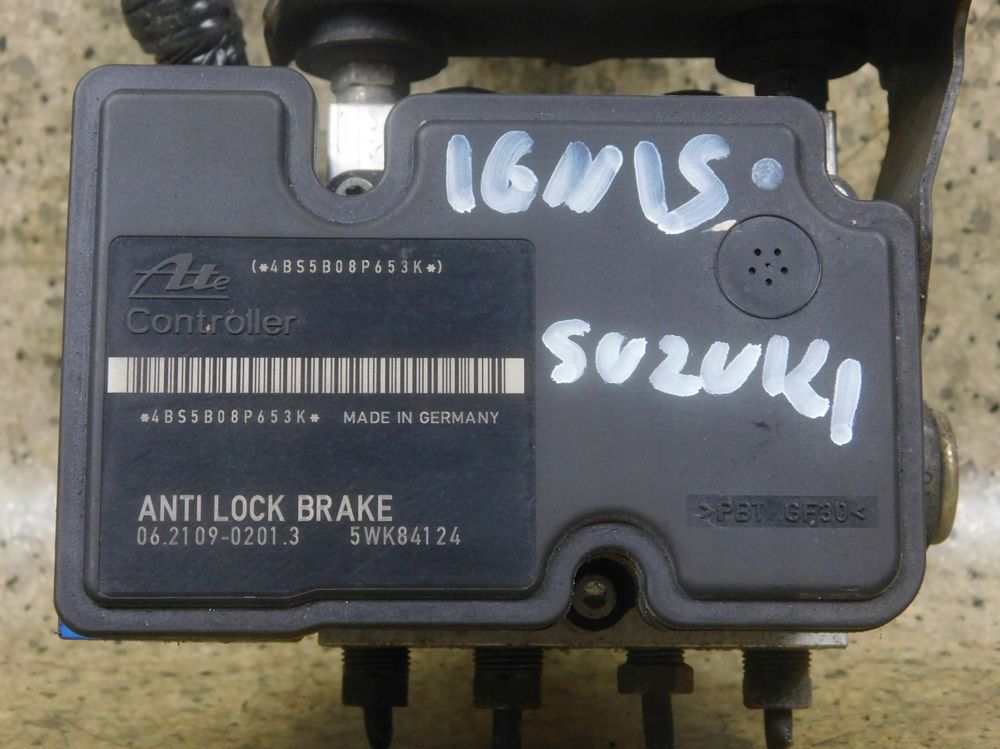 IGNIS.
Ate (*4BS5B08P653K*)
Controller
SUZUKI
*4BS5B08P653K* MADE IN GERMANY
ANTI LOCK BRAKE
06.2109-0201.3 5WK84124
>PBT GF30<